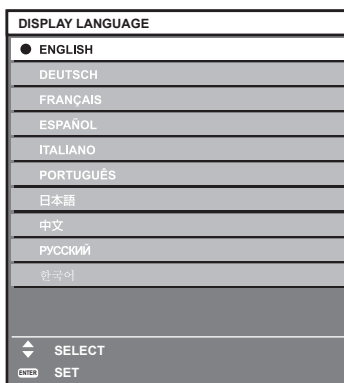 DISPLAY LANGUAGE
ENGLISH
DEUTSCH
FRANÇAIS
ESPAÑOL
ITALIANO
PORTUGUÊS
日本語
中文
РУССКИЙ
한국어
SELECT
ENTER SET